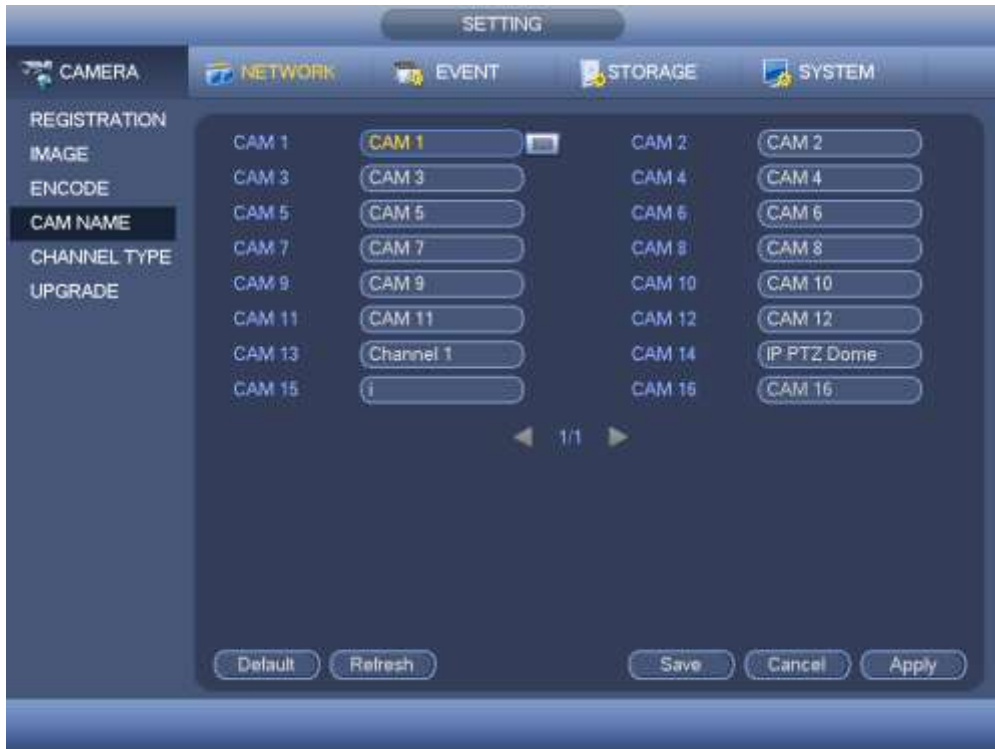 SETTING
CAMERA NETWORK EVENT STORAGE SYSTEM
REGISTRATION
IMAGE
ENCODE
CAM NAME
CHANNEL TYPE
UPGRADE
CAM 1 CAM 1 CAM 2 CAM 2
CAM 3 CAM 3 CAM 4 CAM 4
CAM 5 CAM 5 CAM 6 CAM 6
CAM 7 CAM 7 CAM 8 CAM 8
CAM 9 CAM 9 CAM 10 CAM 10
CAM 11 CAM 11 CAM 12 CAM 12
CAM 13 Channel 1 CAM 14 IP PTZ Dome
CAM 15 i CAM 16 CAM 16
1/1
Default Refresh Save Cancel Apply